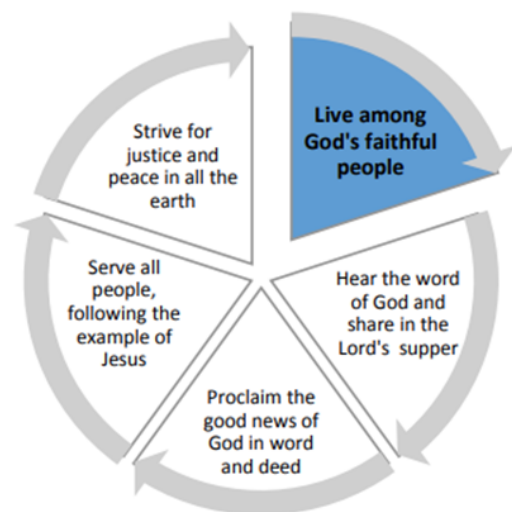 Live among
God's faithful
people
Hear the word
of God and
share in the
Lord's supper
Proclaim the
good news of
God in word
and deed
Serve all
people,
following the
example of
Jesus
Strive for
justice and
peace in all the
earth